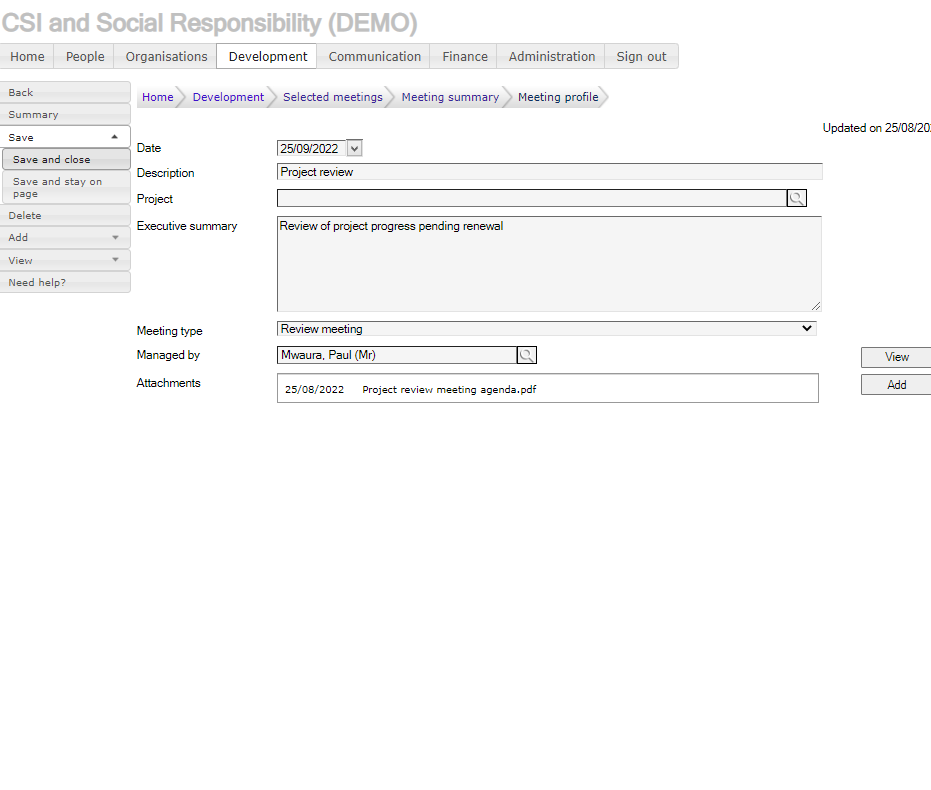 CSI and Social Responsibility (DEMO)
Home People Organisations Development Communication Finance Administration Sign out
Back
Summary
Save
Save and close
Save and stay on
page
Delete
Add
View
Need help?
Home Development Selected meetings Meeting summary Meeting profile
Updated on 25/08/20
Date 25/09/2022
Description Project review
Project
Executive summary Review of project progress pending renewal
Meeting type Review meeting
Managed by Mwaura, Paul (Mr)
View
Attachments 25/08/2022 Project review meeting agenda.pdf
Add